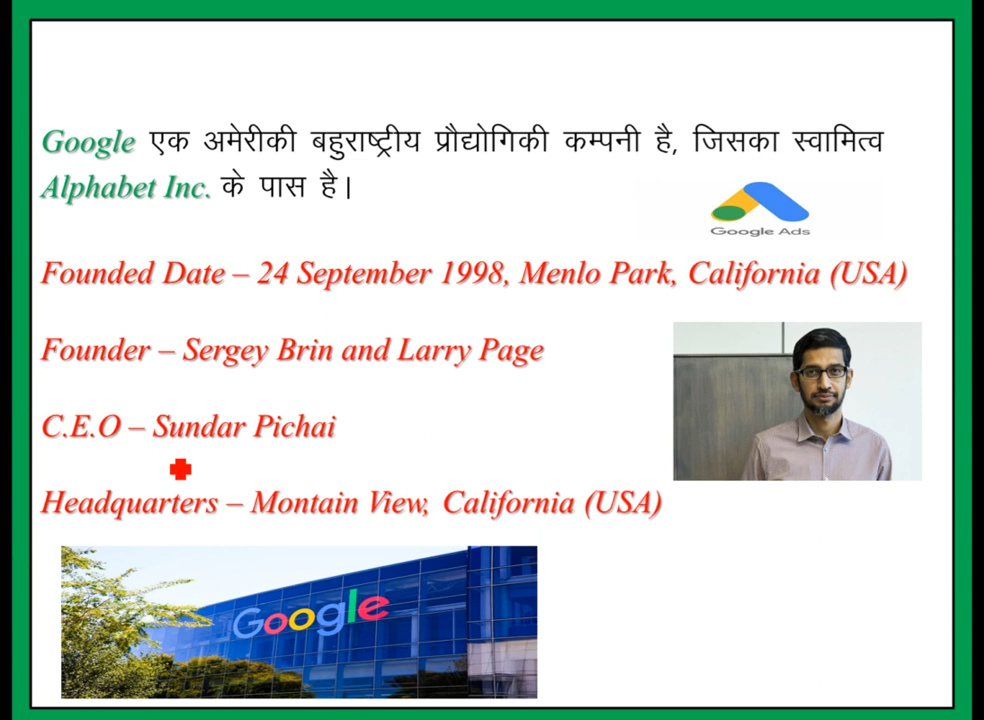 Google एक अमेरीकी बहुराष्ट्रीय प्रौद्योगिकी कम्पनी है, जिसका स्वामित्व
Alphabet Inc. के पास है।
Google Ads
Founded Date – 24 September 1998, Menlo Park, California (USA)
Founder – Sergey Brin and Larry Page
C.E.O – Sundar Pichai
Headquarters – Montain View, California (USA)
Google